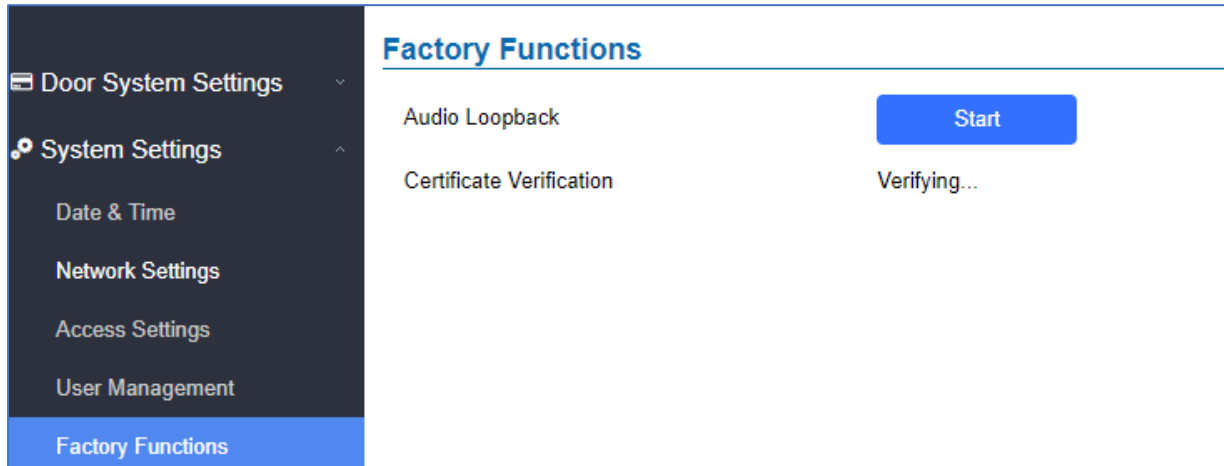 Door System Settings
System Settings
Date & Time
Network Settings
Access Settings
User Management
Factory Functions
Factory Functions
Audio Loopback
Start
Certificate Verification
Verifying...